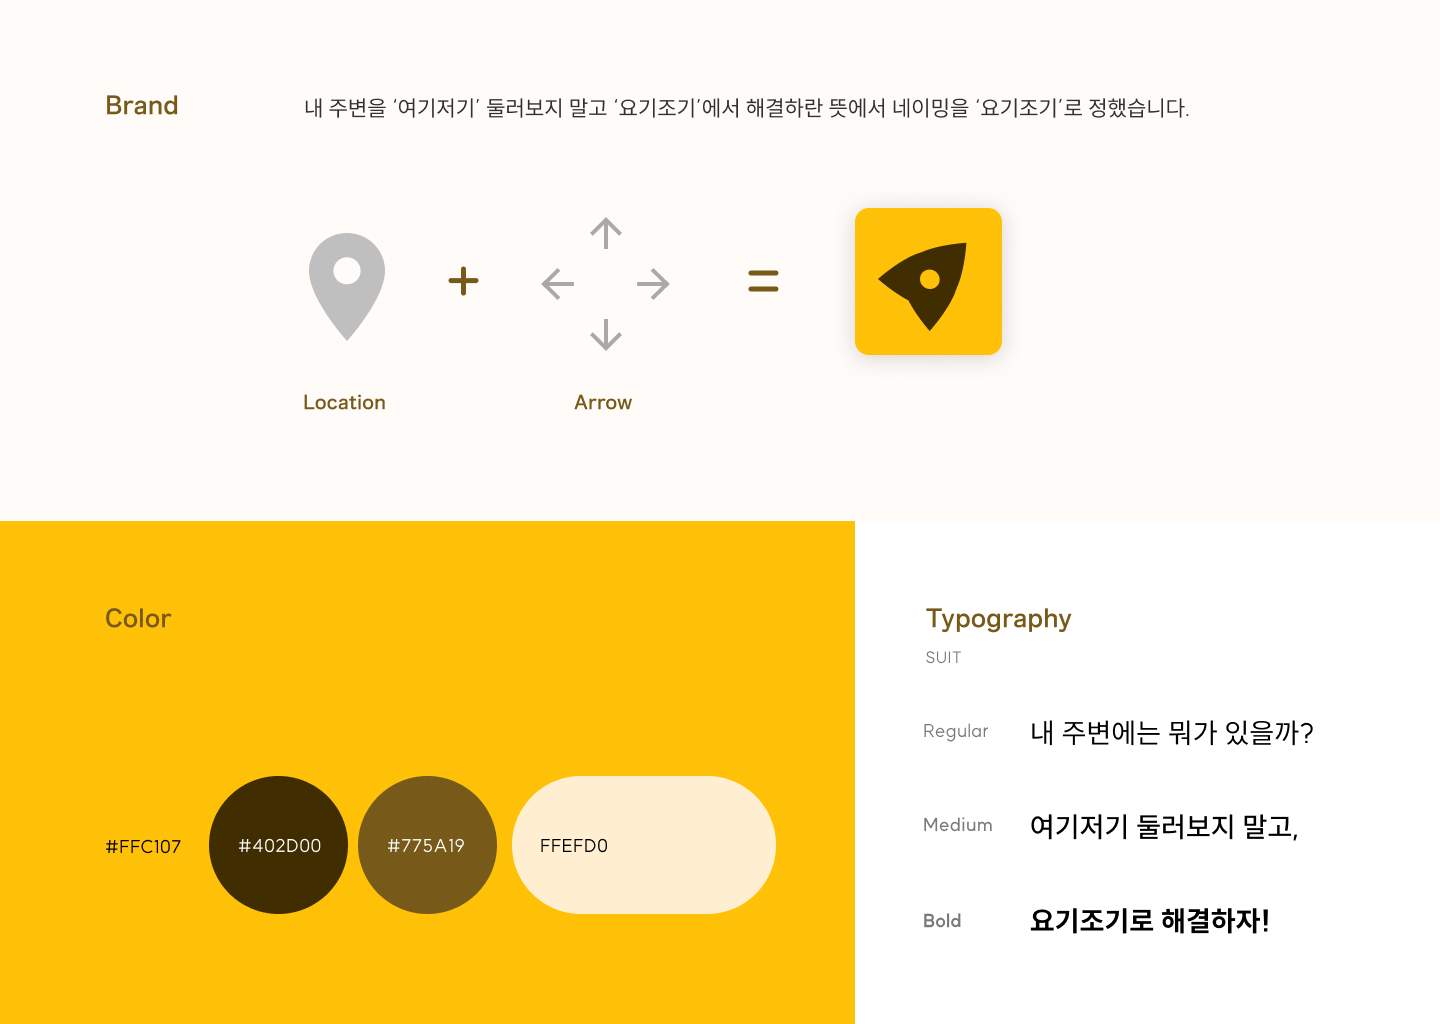 Brand
내 주변을 ‘여기저기’ 둘러보지 말고 ‘요기조기’에서 해결하란 뜻에서 네이밍을 ‘요기조기’로 정했습니다.
+
=
Location
Arrow
Color
#FFC107
#402D00
#775A19
FFEFD0
Typography
SUIT
Regular
내 주변에는 뭐가 있을까?
Medium
여기저기 둘러보지 말고,
Bold
요기조기로 해결하자!